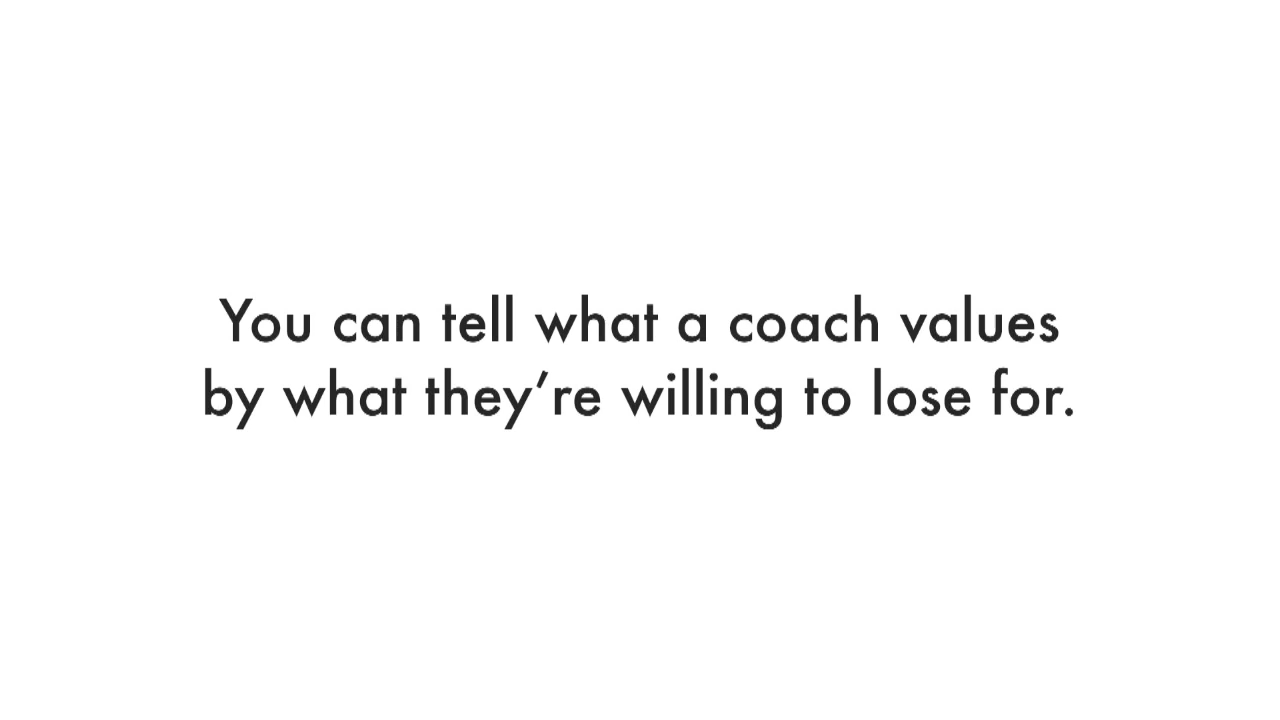 You can tell what a coach values
by what they’re willing to lose for.